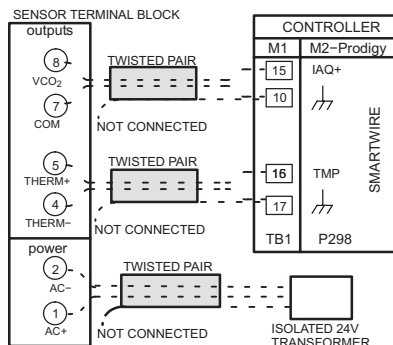 SENSOR TERMINAL BLOCK
outputs
8
VCO2
7
COM
5
THERM+
4
THERM−
power
2
AC−
1
AC+
TWISTED PAIR
NOT CONNECTED
TWISTED PAIR
NOT CONNECTED
TWISTED PAIR
NOT CONNECTED
CONTROLLER
M1 M2−Prodigy
15 IAQ+
10
16 TMP
17
TB1 P298
SMARTWIRE
ISOLATED 24V
TRANSFORMER